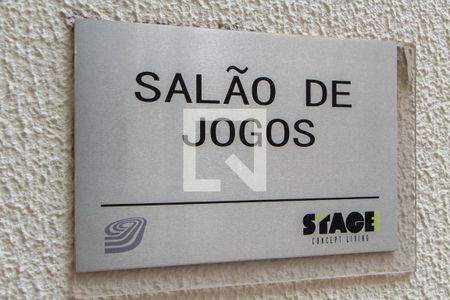 SALÃO DE
JOGOS
STAGE
CONCEPT LIVING